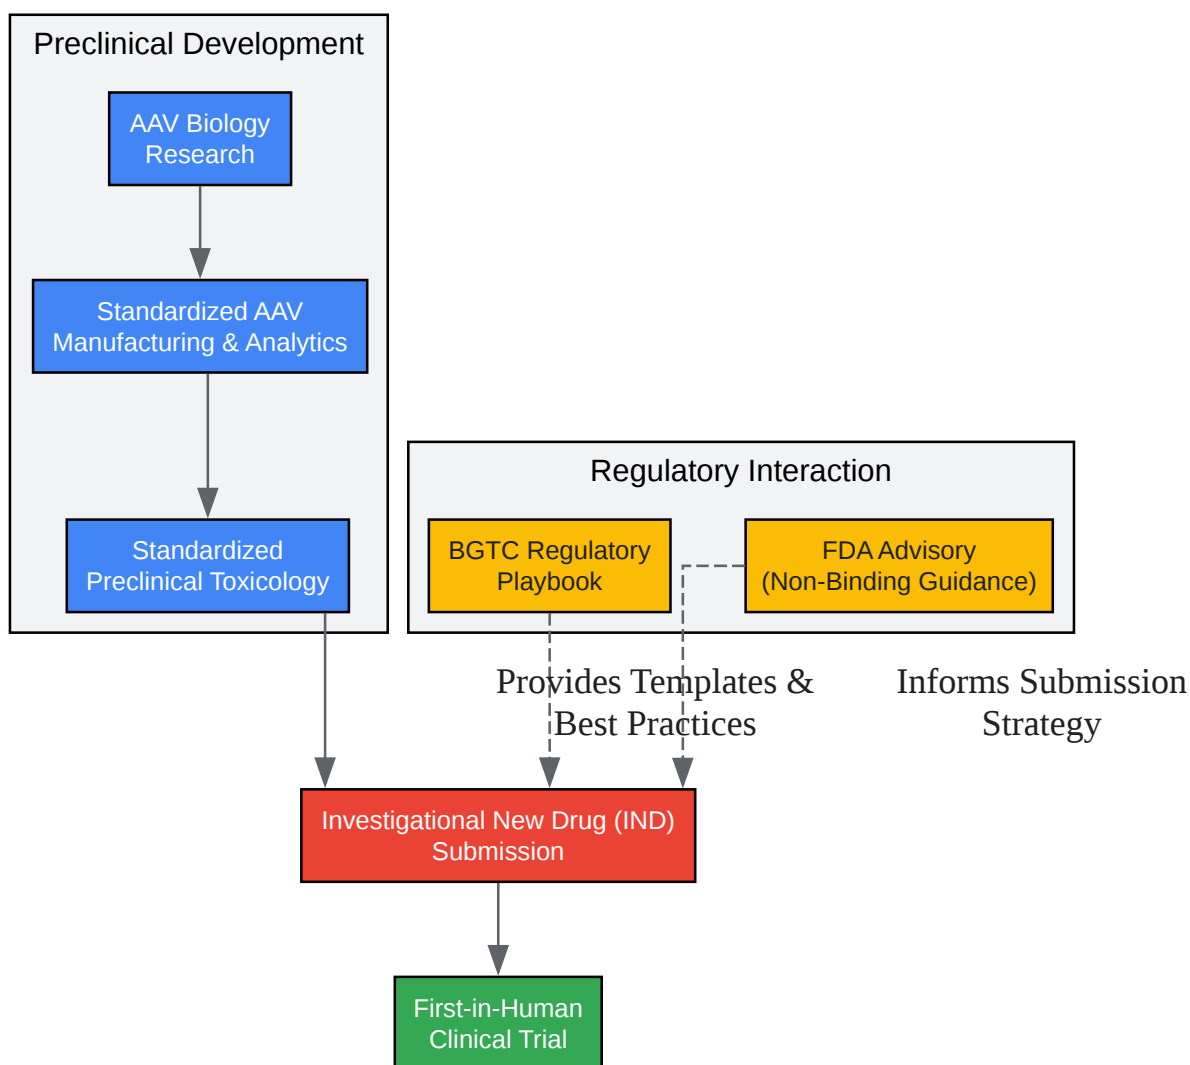 Preclinical Development
AAV Biology
Research
Standardized AAV
Manufacturing & Analytics
Standardized
Preclinical Toxicology
Regulatory Interaction
BGTC Regulatory
Playbook
FDA Advisory
(Non-Binding Guidance)
Provides Templates &
Best Practices
Informs Submission
Strategy
Investigational New Drug (IND)
Submission
First-in-Human
Clinical Trial